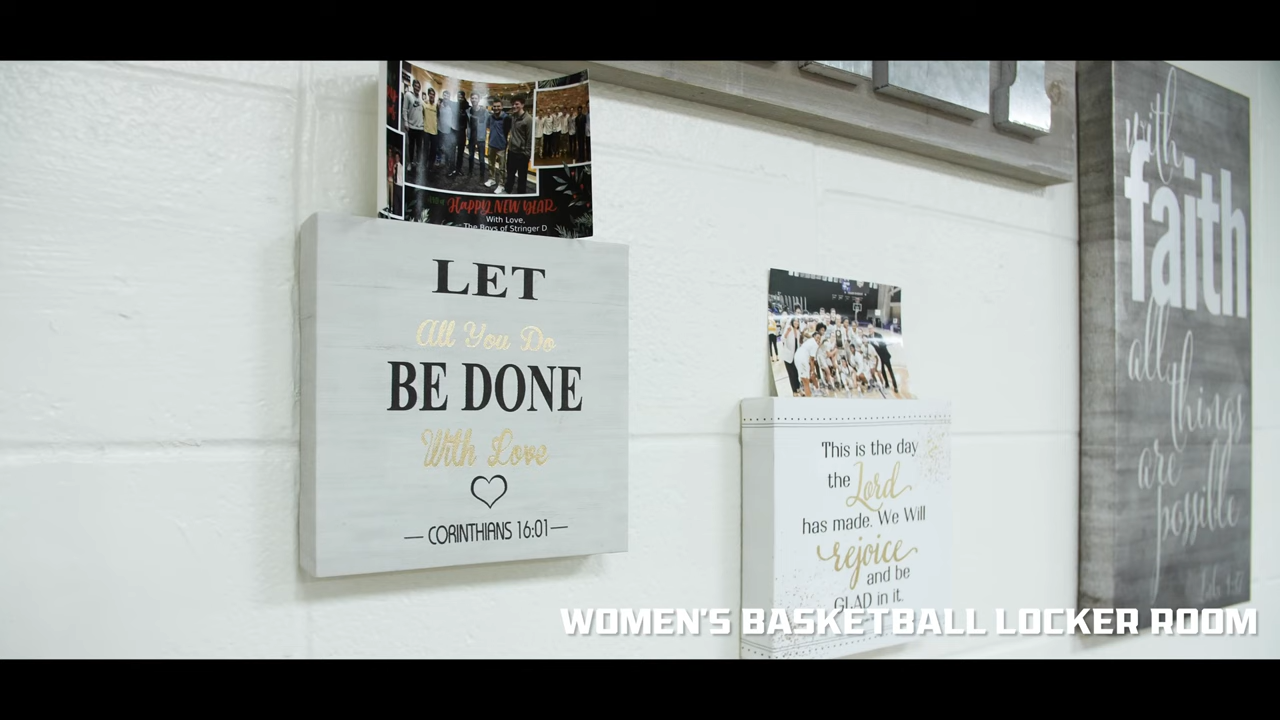 Happy NEW YEAR
With Love,
The Boys of Stringer D
LET
All You Do
BE DONE
With Love
CORINTHIANS 16:01
This is the day
the Lord
has made. We Will
rejoice
and be
GLAD in it.
with
faith
all
things
are
possible
WOMEN'S BASKETBALL LOCKER ROOM